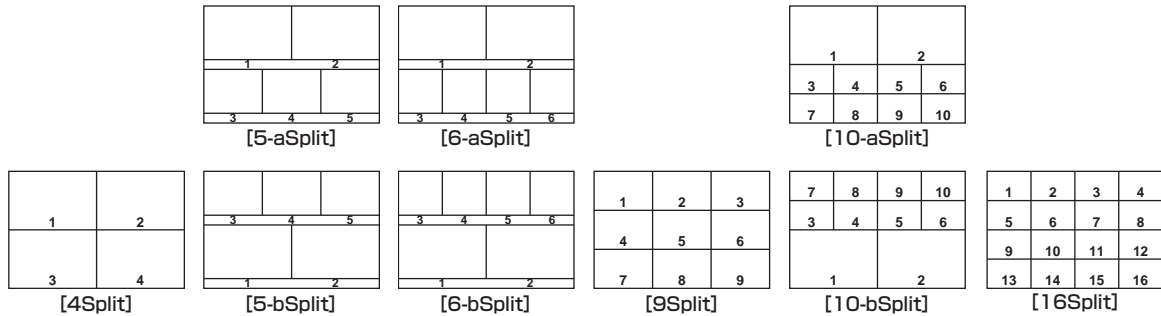 1 2
3 4 5
[5-aSplit]
1 2
3 4 5 6
[6-aSplit]
1 2
3 4 5 6
7 8 9 10
[10-aSplit]
1 2
3 4
[4Split]
3 4 5
1 2
[5-bSplit]
3 4 5 6
1 2
[6-bSplit]
1 2 3
4 5 6
7 8 9
[9Split]
7 8 9 10
3 4 5 6
1 2
[10-bSplit]
1 2 3 4
5 6 7 8
9 10 11 12
13 14 15 16
[16Split]